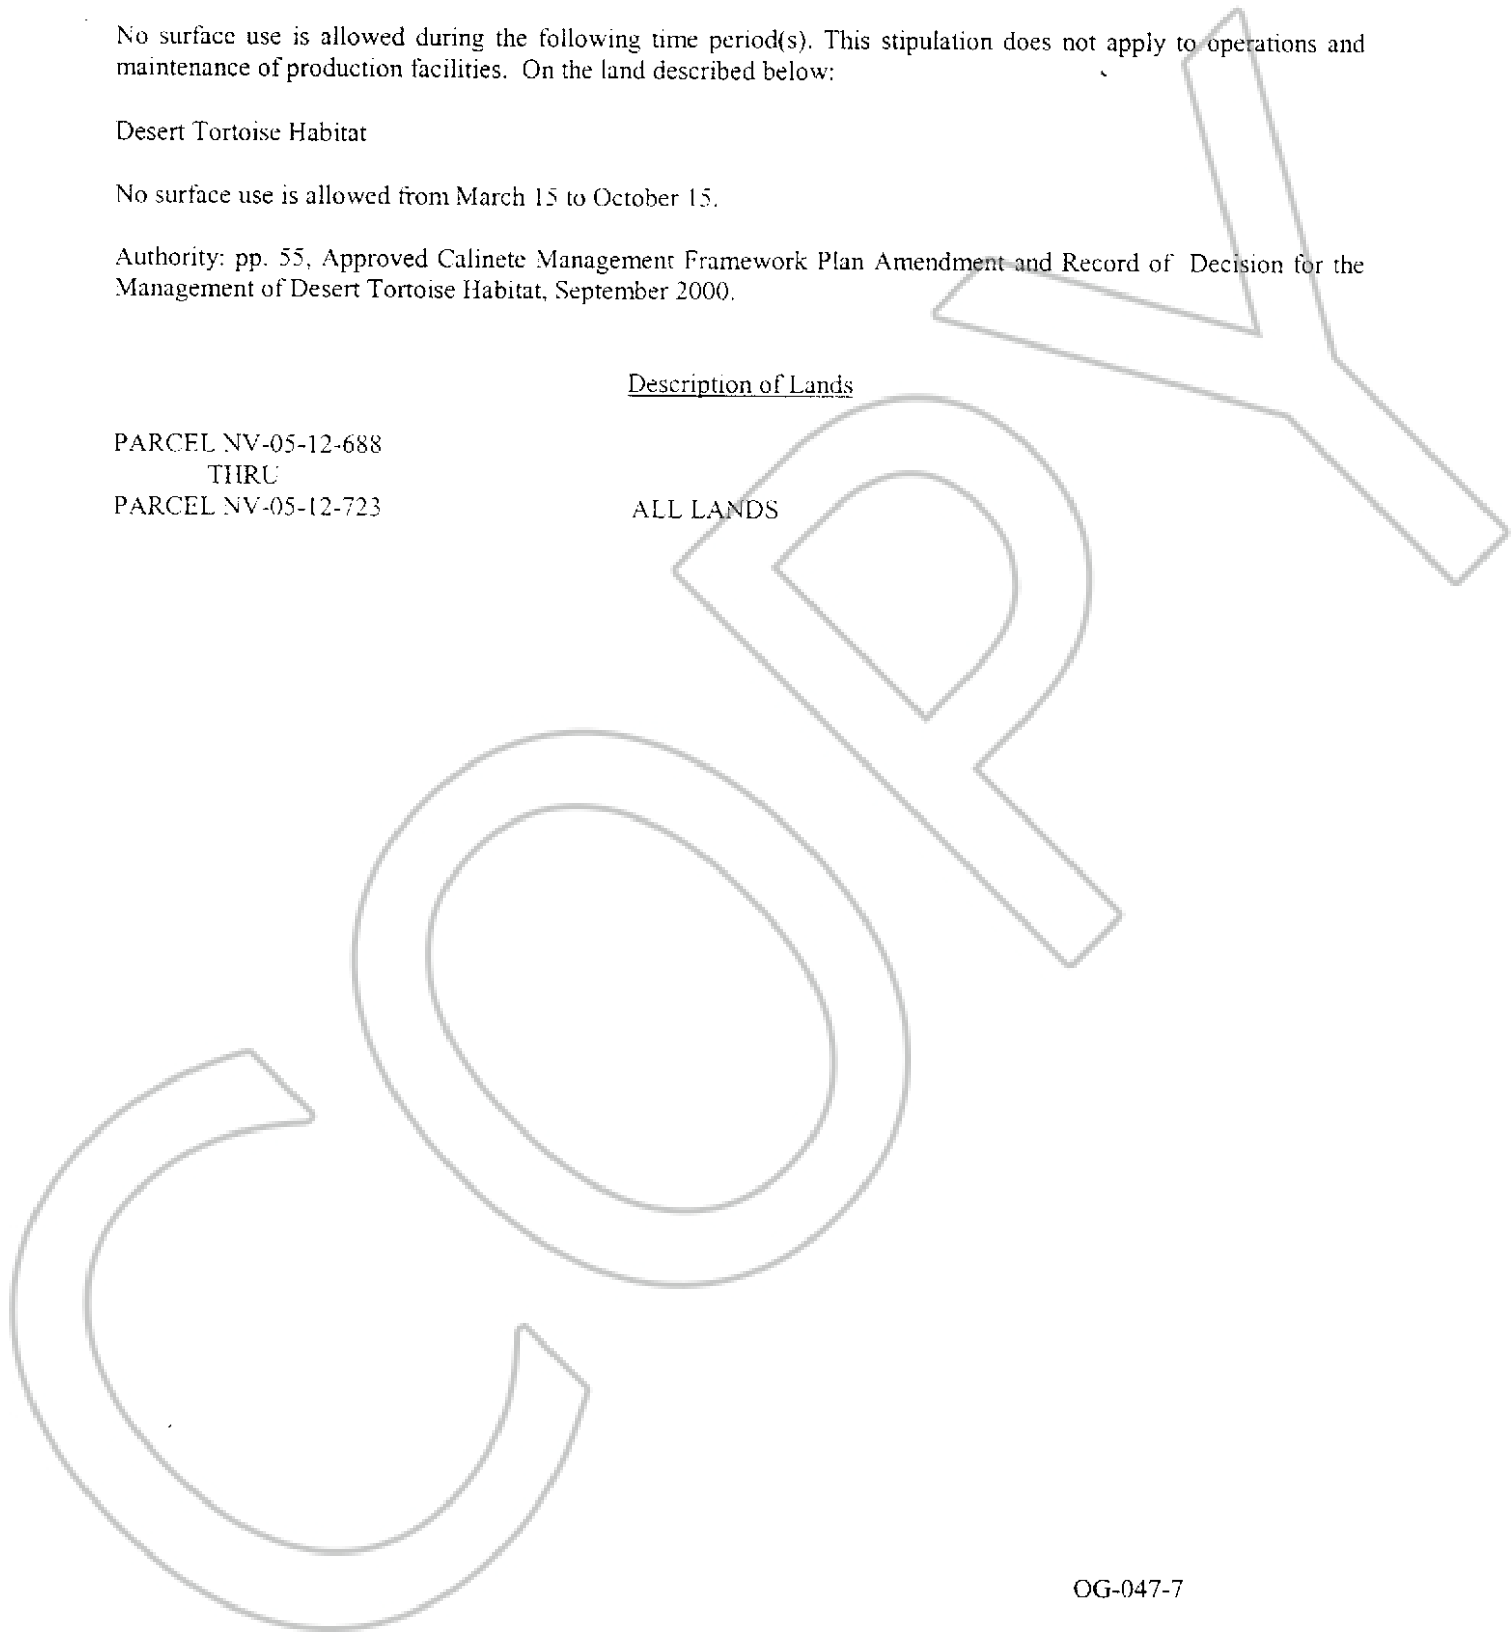 No surface use is allowed during the following time period(s). This stipulation does not apply to operations and
maintenance of production facilities. On the land described below:
Desert Tortoise Habitat
No surface use is allowed from March 15 to October 15.
Authority: pp. 55, Approved Calinete Management Framework Plan Amendment and Record of Decision for the
Management of Desert Tortoise Habitat, September 2000.
Description of Lands
PARCEL NV-05-12-688
THRU
PARCEL NV-05-12-723 ALL LANDS
COPY
OG-047-7